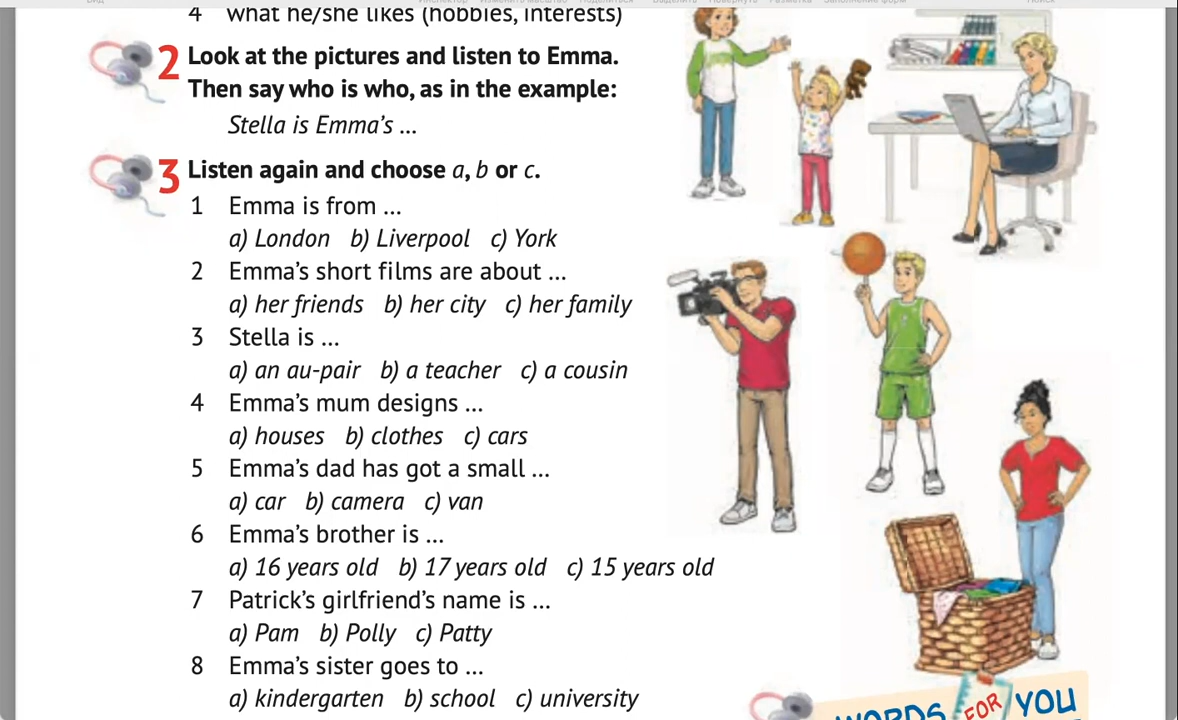 4 what he/she likes (hobbies, interests)
2 Look at the pictures and listen to Emma.
Then say who is who, as in the example:
Stella is Emma's ...
3 Listen again and choose a, b or c.
1 Emma is from ...
a) London b) Liverpool c) York
2 Emma's short films are about ...
a) her friends b) her city c) her family
3 Stella is ...
a) an au-pair b) a teacher c) a cousin
4 Emma's mum designs ...
a) houses b) clothes c) cars
5 Emma's dad has got a small ...
a) car b) camera c) van
6 Emma's brother is ...
a) 16 years old b) 17 years old c) 15 years old
7 Patrick's girlfriend's name is ...
a) Pam b) Polly c) Patty
8 Emma's sister goes to ...
a) kindergarten b) school c) university
WORDS FOR YOU